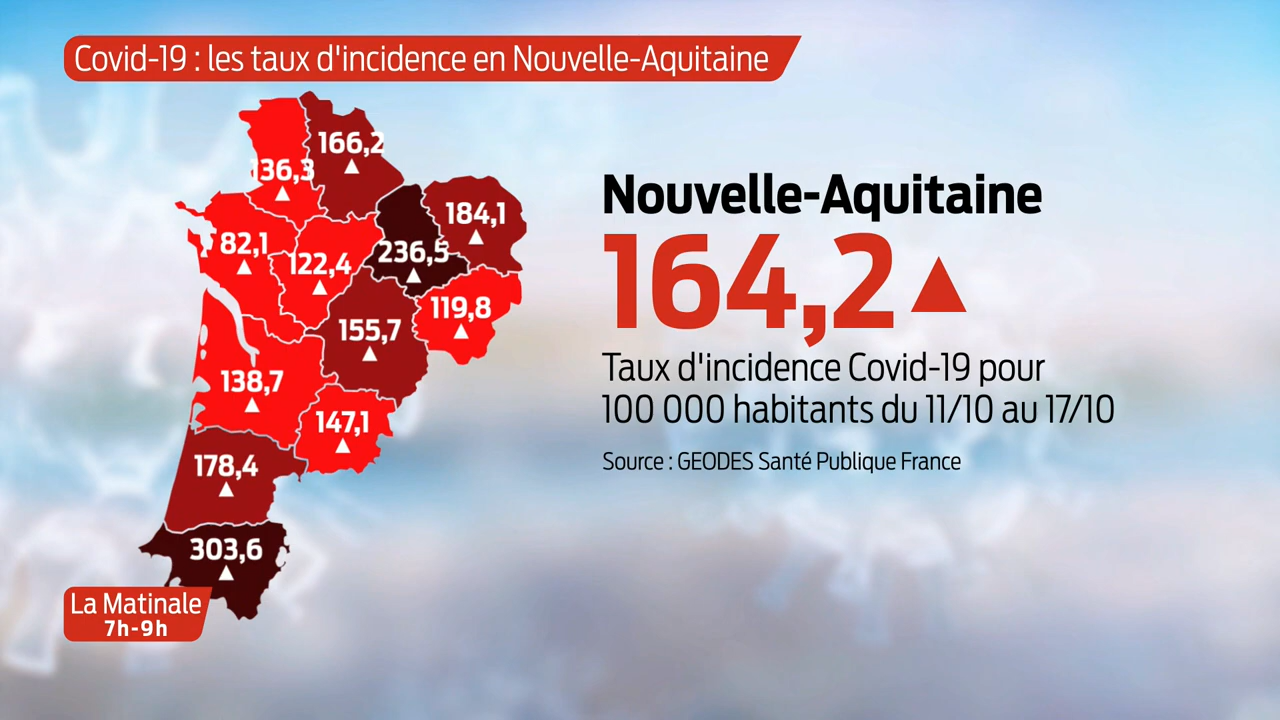 Covid-19 : les taux d'incidence en Nouvelle-Aquitaine
166,2
136,3
184,1
82,1
236,5
122,4
119,8
155,7
138,7
147,1
178,4
303,6
Nouvelle-Aquitaine
164,2
Taux d'incidence Covid-19 pour
100 000 habitants du 11/10 au 17/10
Source : GEODES Santé Publique France
La Matinale
7h-9h